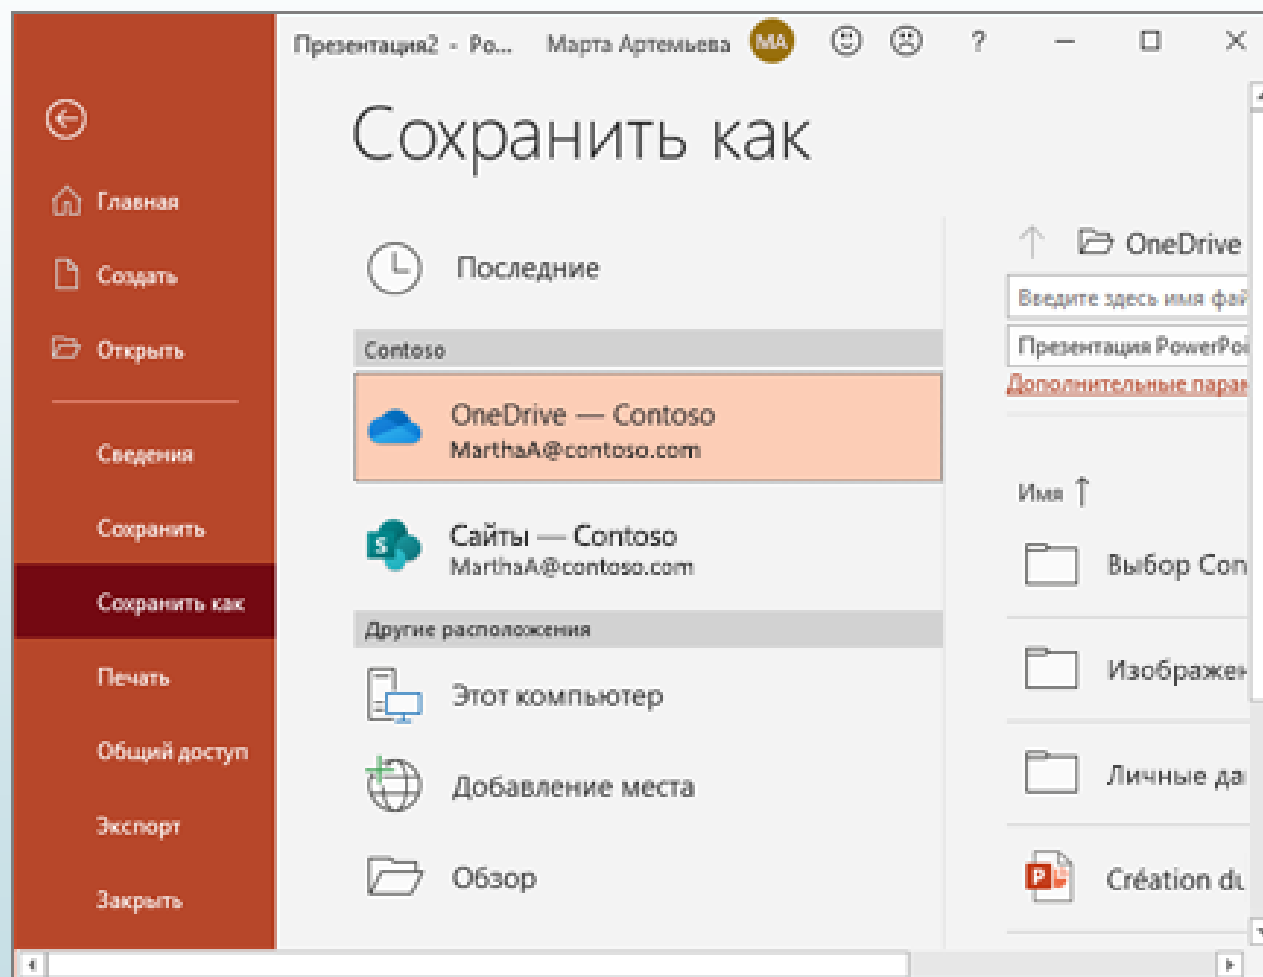 Презентация2 - Po... Марта Артемьева MA ?
Сохранить как
Главная
Создать
Открыть
Сведения
Сохранить
Сохранить как
Печать
Общий доступ
Экспорт
Закрыть
Последние
Contoso
OneDrive — Contoso
MarthaA@contoso.com
Сайты — Contoso
MarthaA@contoso.com
Другие расположения
Этот компьютер
Добавление места
Обзор
OneDrive
Введите здесь имя фай
Презентация PowerPoi
Дополнительные парам
Имя ↑
Выбор Con
Изображен
Личные да
Création du